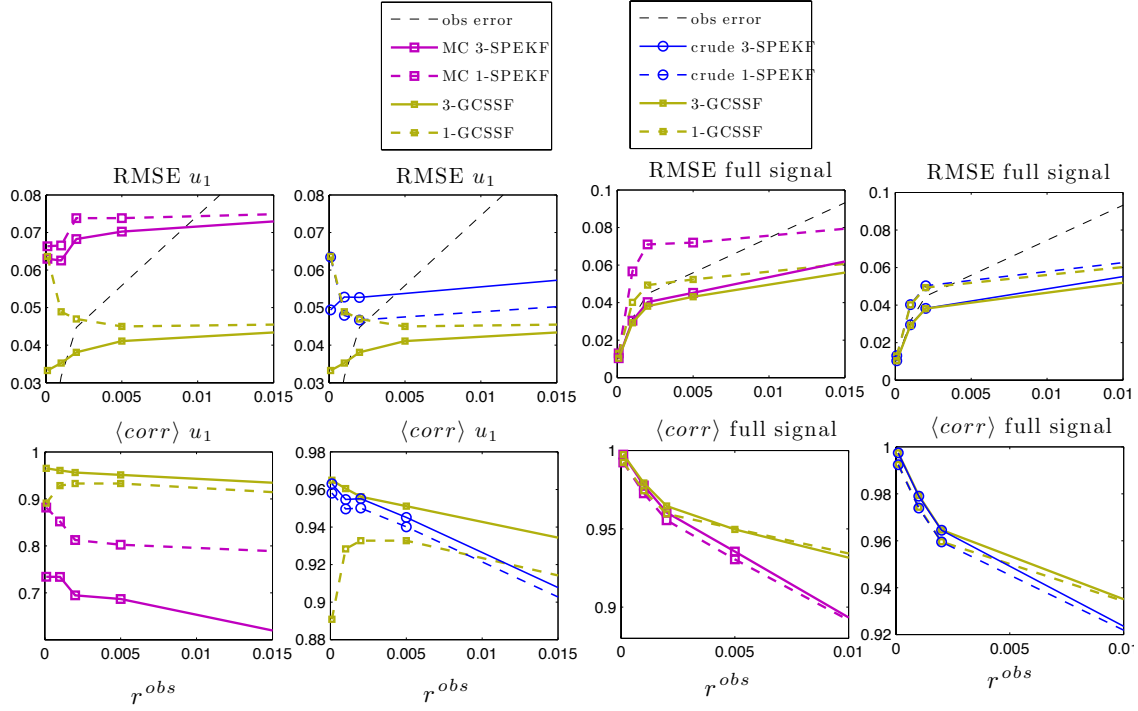 obs error
MC 3-SPEKF
MC 1-SPEKF
3-GCSSF
1-GCSSF
obs error
crude 3-SPEKF
crude 1-SPEKF
3-GCSSF
1-GCSSF
RMSE u₁
0.08
0.07
0.06
0.05
0.04
0.03
0 0.005 0.01 0.015
RMSE u₁
0.08
0.07
0.06
0.05
0.04
0.03
0 0.005 0.01 0.015
RMSE full signal
0.1
0.08
0.06
0.04
0.02
0
0 0.005 0.01 0.015
RMSE full signal
0.1
0.08
0.06
0.04
0.02
0
0 0.005 0.01 0.015
⟨corr⟩ u₁
1
0.9
0.8
0.7
0 0.005 0.01 0.015
r^obs
⟨corr⟩ u₁
0.98
0.96
0.94
0.92
0.9
0.88
0 0.005 0.01 0.015
r^obs
⟨corr⟩ full signal
1
0.95
0.9
0 0.005 0.01
r^obs
⟨corr⟩ full signal
1
0.98
0.96
0.94
0.92
0 0.005 0.01
r^obs